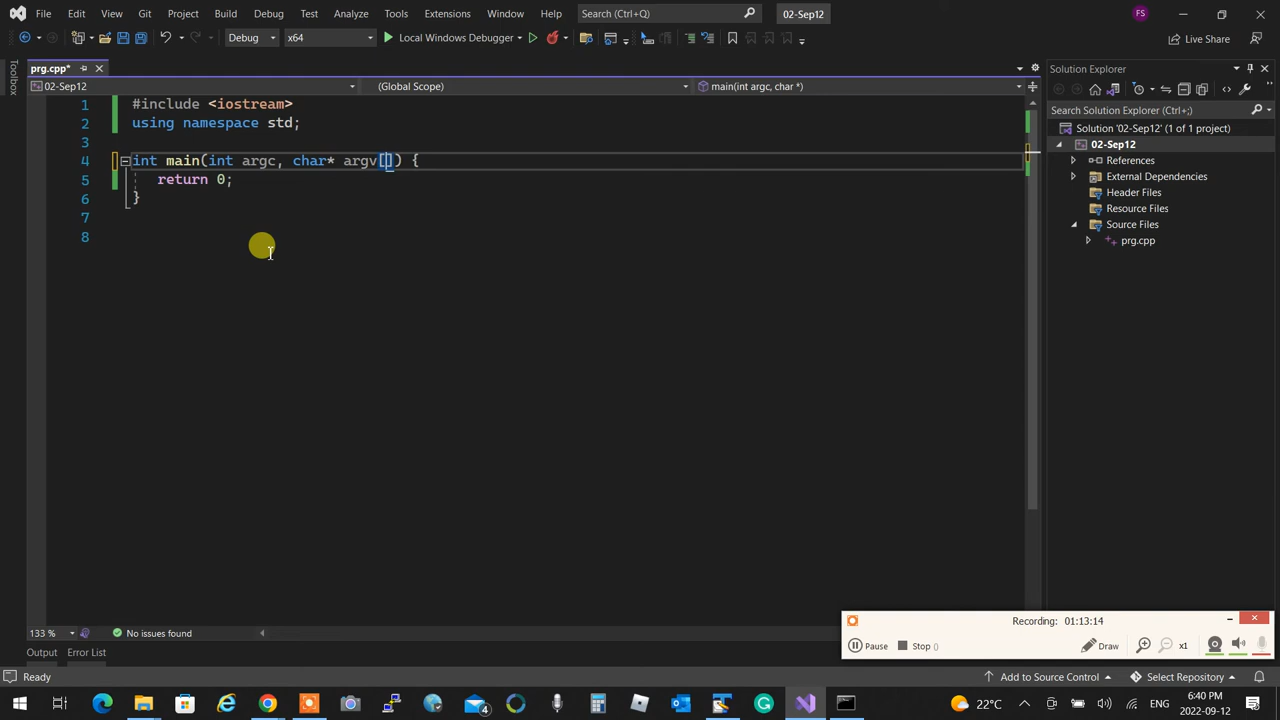 File Edit View Git Project Build Debug Test Analyze Tools Extensions Window Help Search (Ctrl+Q) 02-Sep12 FS
Debug x64 Local Windows Debugger Live Share
prg.cpp*
02-Sep12 (Global Scope) main(int argc, char *)
Toolbox
1 #include <iostream>
2 using namespace std;
3
4 int main(int argc, char* argv[]) {
5 return 0;
6 }
7
8
Solution Explorer
Search Solution Explorer (Ctrl+;)
Solution '02-Sep12' (1 of 1 project)
02-Sep12
References
External Dependencies
Header Files
Resource Files
Source Files
prg.cpp
133 % No issues found
Output Error List
Recording: 01:13:14
Pause Stop () Draw x1
Ready Add to Source Control Select Repository
4 22°C ENG 6:40 PM
2022-09-12